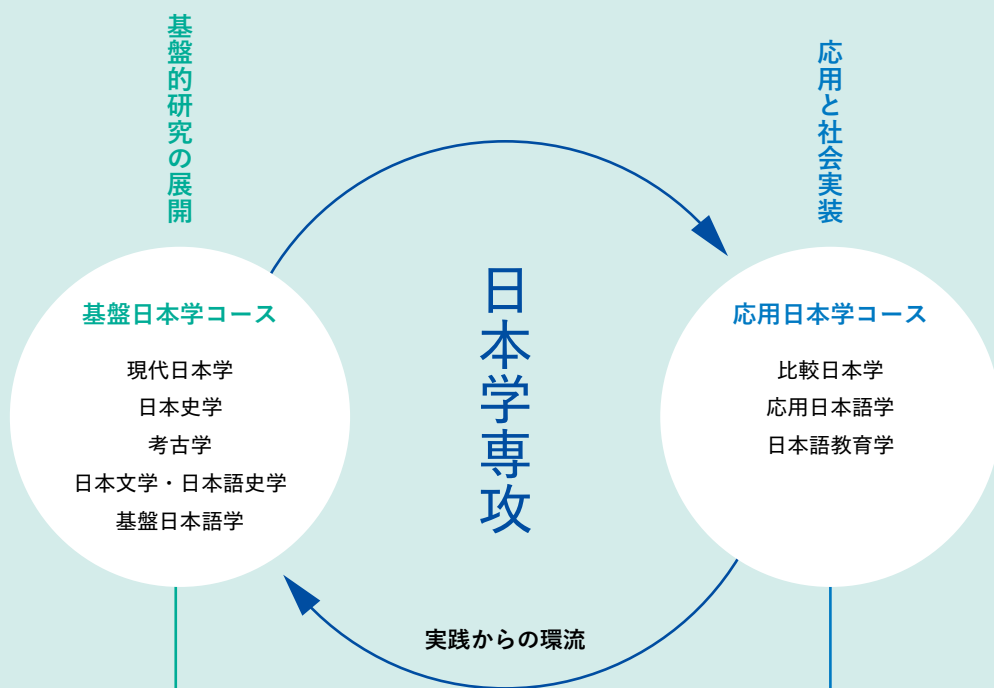 基盤的研究の展開
応用と社会実装
日本学専攻
基盤日本学コース
現代日本学
日本史学
考古学
日本文学・日本語史学
基盤日本語学
応用日本学コース
比較日本学
応用日本語学
日本語教育学
実践からの環流